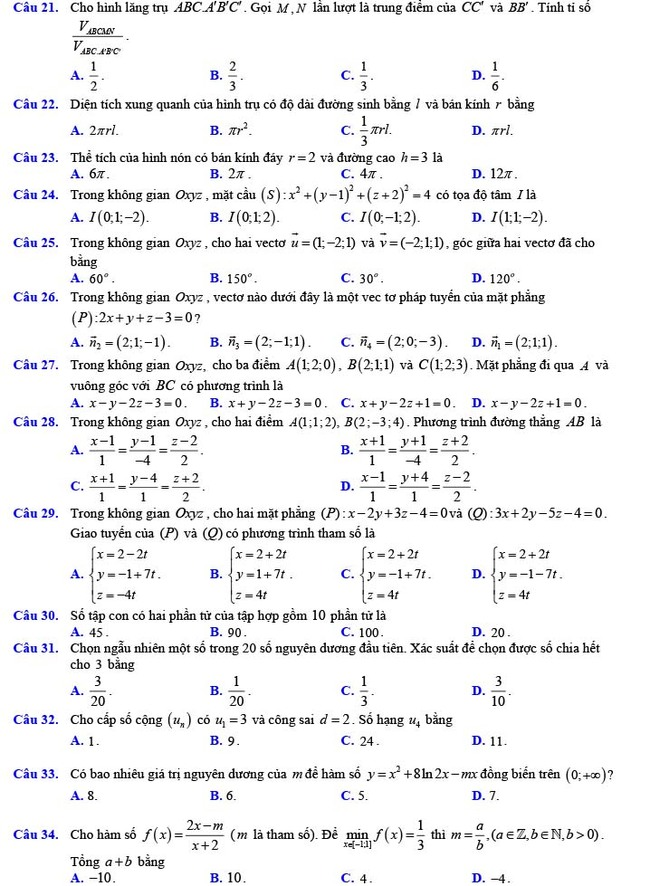 Câu 21. Cho hình lăng trụ ABC.A'B'C'. Gọi M, N lần lượt là trung điểm của CC' và BB'. Tính tỉ số
V_ABCMN / V_ABC.A'B'C' .
A. 1/2. B. 2/3. C. 1/3. D. 1/6.
Câu 22. Diện tích xung quanh của hình trụ có độ dài đường sinh bằng l và bán kính r bằng
A. 2πrl. B. πr². C. 1/3 πrl. D. πrl.
Câu 23. Thể tích của hình nón có bán kính đáy r = 2 và đường cao h = 3 là
A. 6π. B. 2π. C. 4π. D. 12π.
Câu 24. Trong không gian Oxyz, mặt cầu (S): x² + (y−1)² + (z+2)² = 4 có tọa độ tâm I là
A. I(0;1;−2). B. I(0;1;2). C. I(0;−1;2). D. I(1;1;−2).
Câu 25. Trong không gian Oxyz, cho hai vectơ u⃗ = (1;−2;1) và v⃗ = (−2;1;1), góc giữa hai vectơ đã cho
bằng
A. 60°. B. 150°. C. 30°. D. 120°.
Câu 26. Trong không gian Oxyz, vectơ nào dưới đây là một vec tơ pháp tuyến của mặt phẳng
(P): 2x + y + z − 3 = 0 ?
A. n⃗₂ = (2;1;−1). B. n⃗₃ = (2;−1;1). C. n⃗₄ = (2;0;−3). D. n⃗₁ = (2;1;1).
Câu 27. Trong không gian Oxyz, cho ba điểm A(1;2;0), B(2;1;1) và C(1;2;3). Mặt phẳng đi qua A và
vuông góc với BC có phương trình là
A. x − y − 2z − 3 = 0. B. x + y − 2z − 3 = 0. C. x + y − 2z + 1 = 0. D. x − y − 2z + 1 = 0.
Câu 28. Trong không gian Oxyz, cho hai điểm A(1;1;2), B(2;−3;4). Phương trình đường thẳng AB là
A. (x−1)/1 = (y−1)/−4 = (z−2)/2. B. (x+1)/1 = (y+1)/−4 = (z+2)/2.
C. (x+1)/1 = (y−4)/1 = (z+2)/2. D. (x−1)/1 = (y+4)/1 = (z−2)/2.
Câu 29. Trong không gian Oxyz, cho hai mặt phẳng (P): x − 2y + 3z − 4 = 0 và (Q): 3x + 2y − 5z − 4 = 0.
Giao tuyến của (P) và (Q) có phương trình tham số là
x = 2 − 2t x = 2 + 2t x = 2 + 2t x = 2 + 2t
A. { y = −1 + 7t. B. { y = 1 + 7t. C. { y = −1 + 7t. D. { y = −1 − 7t.
z = −4t z = 4t z = 4t z = 4t
Câu 30. Số tập con có hai phần tử của tập hợp gồm 10 phần tử là
A. 45. B. 90. C. 100. D. 20.
Câu 31. Chọn ngẫu nhiên một số trong 20 số nguyên dương đầu tiên. Xác suất để chọn được số chia hết
cho 3 bằng
A. 3/20. B. 1/20. C. 1/3. D. 3/10.
Câu 32. Cho cấp số cộng (uₙ) có u₁ = 3 và công sai d = 2. Số hạng u₄ bằng
A. 1. B. 9. C. 24. D. 11.
Câu 33. Có bao nhiêu giá trị nguyên dương của m để hàm số y = x² + 8ln2x − mx đồng biến trên (0;+∞)?
A. 8. B. 6. C. 5. D. 7.
Câu 34. Cho hàm số f(x) = (2x−m)/(x+2) (m là tham số). Để min x∈[−1;1] f(x) = 1/3 thì m = a/b, (a∈ℤ, b∈ℕ, b>0).
Tổng a+b bằng
A. −10. B. 10. C. 4. D. −4.